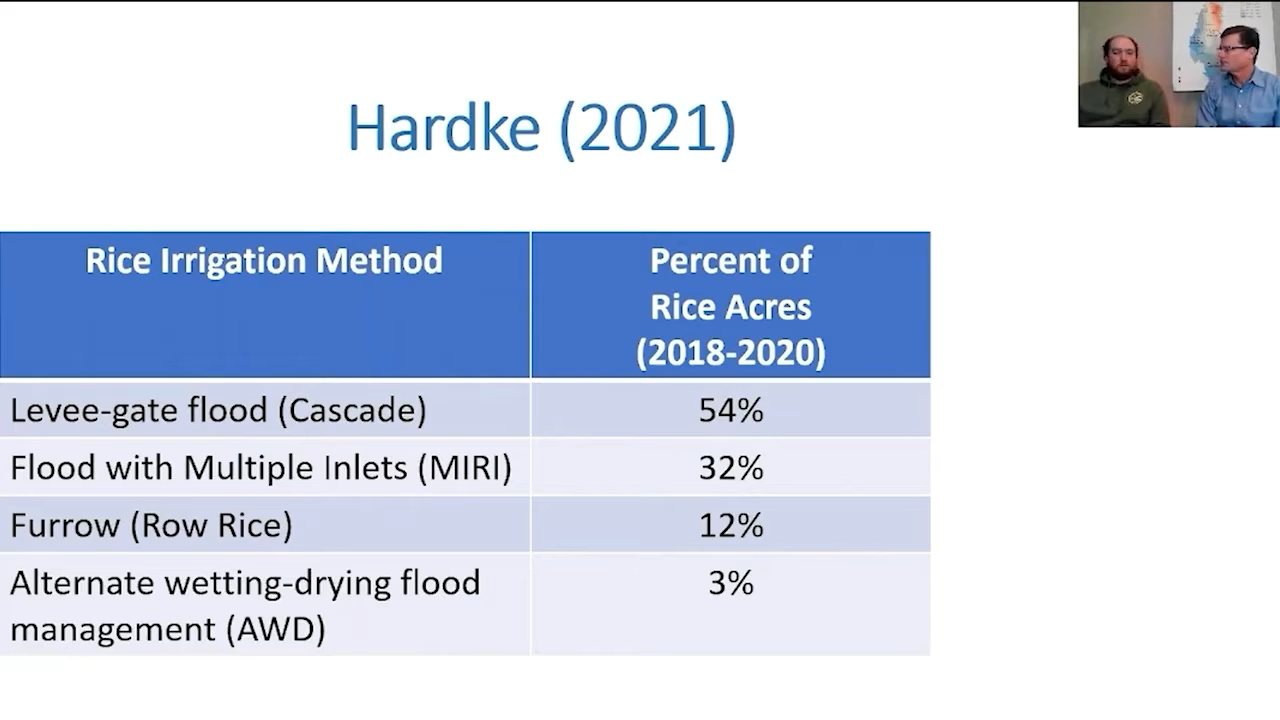 Hardke (2021)
Rice Irrigation Method
Percent of
Rice Acres
(2018-2020)
Levee-gate flood (Cascade)
54%
Flood with Multiple Inlets (MIRI)
32%
Furrow (Row Rice)
12%
Alternate wetting-drying flood
management (AWD)
3%